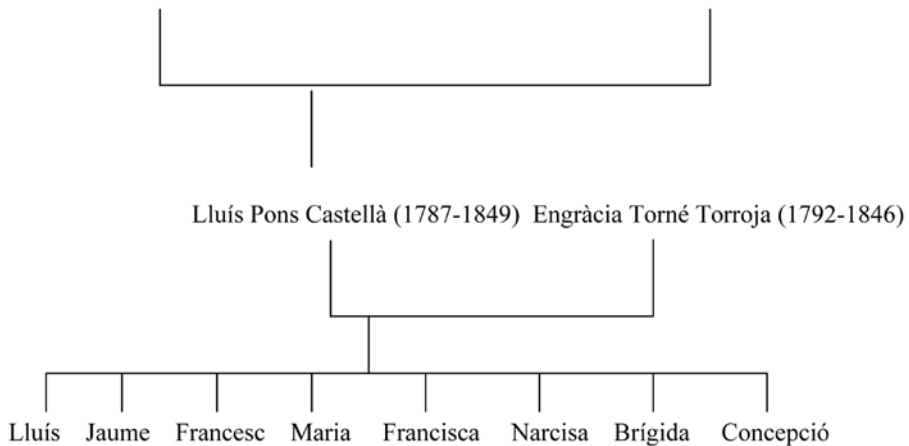 Lluís Pons Castellà (1787-1849) Engràcia Torné Torroja (1792-1846)
Lluís Jaume Francesc Maria Francisca Narcisa Brígida Concepció